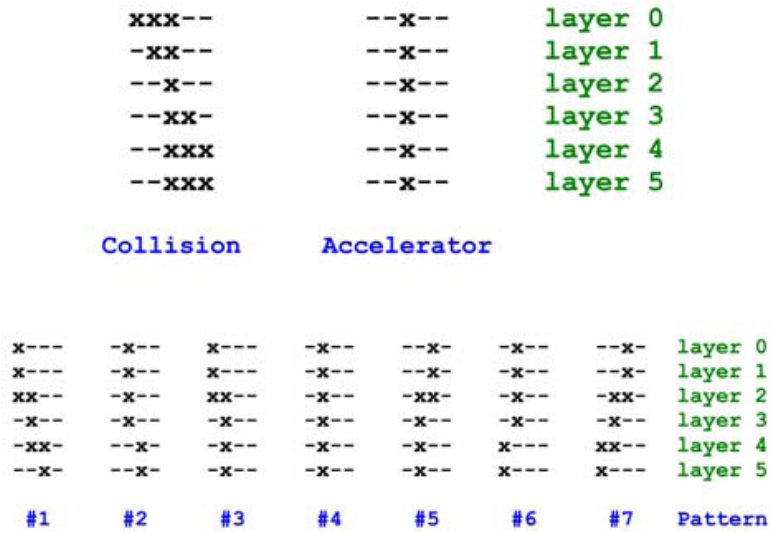 xxx-- --x-- layer 0
-xx-- --x-- layer 1
--x-- --x-- layer 2
--xx- --x-- layer 3
--xxx --x-- layer 4
--xxx --x-- layer 5
Collision Accelerator
x--- -x-- x--- -x-- --x- -x-- --x- layer 0
x--- -x-- x--- -x-- --x- -x-- --x- layer 1
xx-- -x-- xx-- -x-- -xx- -x-- -xx- layer 2
-x-- -x-- -x-- -x-- -x-- -x-- -x-- layer 3
-xx- --x- -x-- -x-- -x-- x--- xx-- layer 4
--x- --x- -x-- -x-- -x-- x--- x--- layer 5
#1 #2 #3 #4 #5 #6 #7 Pattern